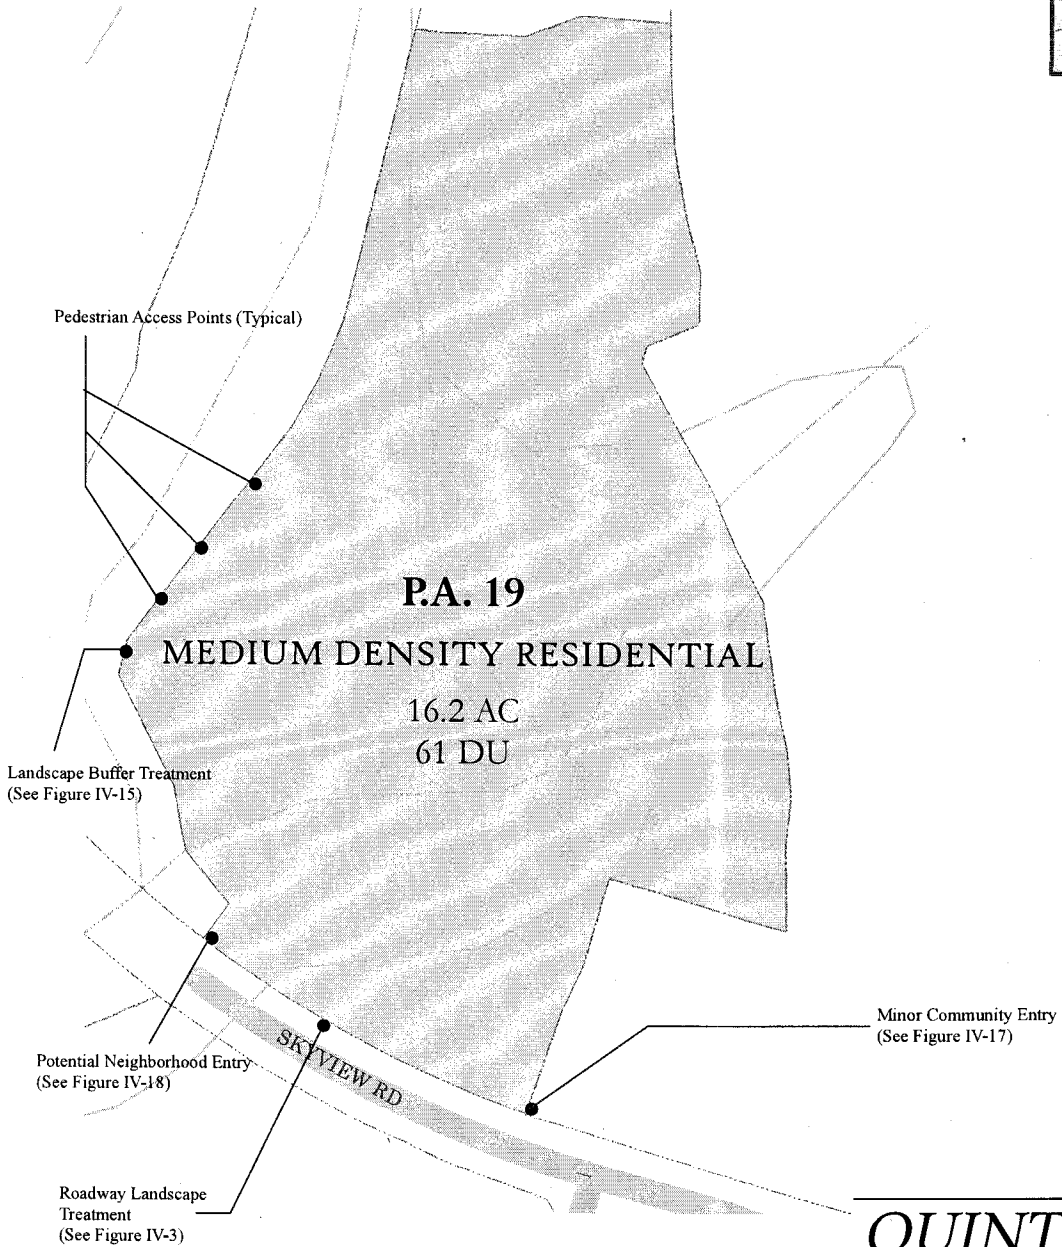 Pedestrian Access Points (Typical)
P.A. 19
MEDIUM DENSITY RESIDENTIAL
16.2 AC
61 DU
Landscape Buffer Treatment
(See Figure IV-15)
Minor Community Entry
(See Figure IV-17)
SKYVIEW RD
Potential Neighborhood Entry
(See Figure IV-18)
Roadway Landscape
Treatment
(See Figure IV-3)
QUINT